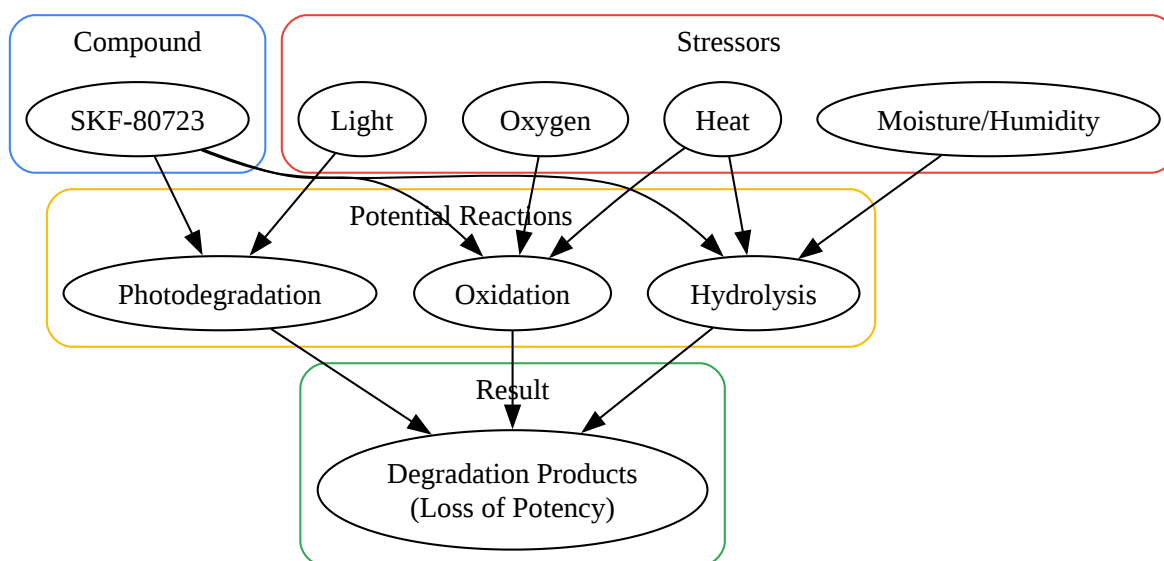 Compound
Stressors
SKF-80723
Light
Oxygen
Heat
Moisture/Humidity
Potential Reactions
Photodegradation
Oxidation
Hydrolysis
Result
Degradation Products
(Loss of Potency)